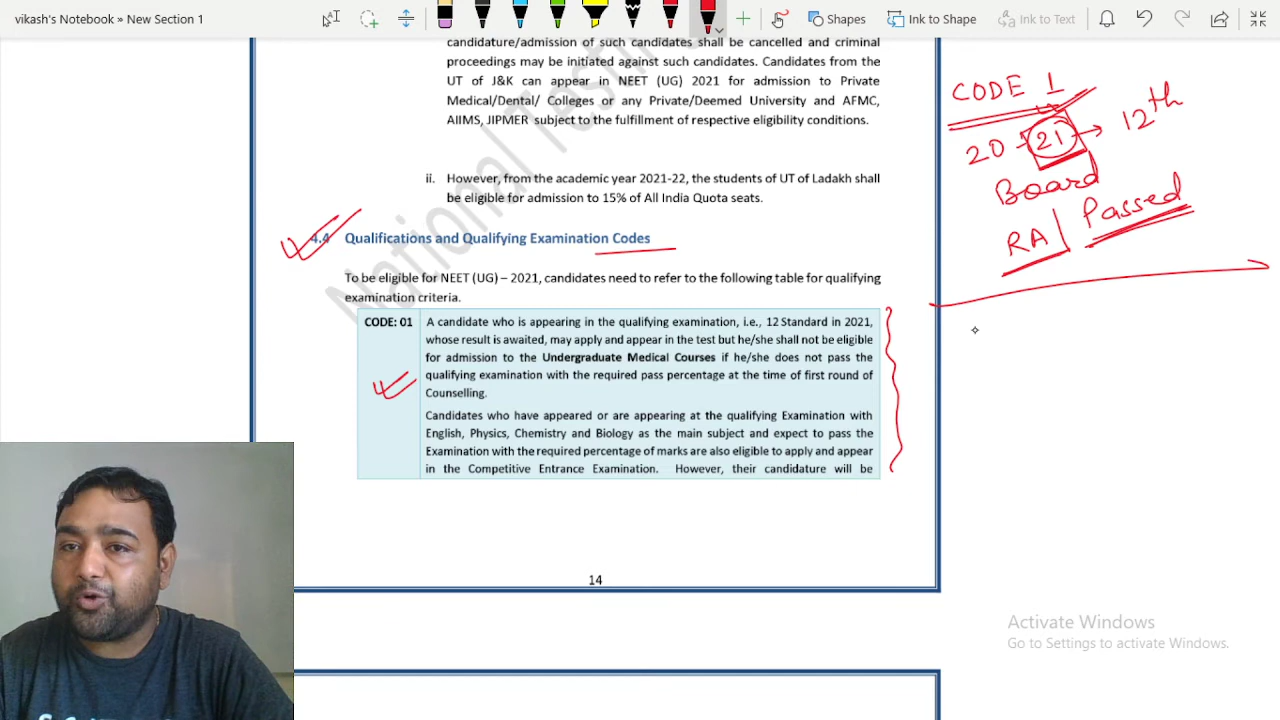 vikash's Notebook » New Section 1
Shapes
Ink to Shape
Ink to Text
candidature/admission of such candidates shall be cancelled and criminal
proceedings may be initiated against such candidates. Candidates from the
UT of J&K can appear in NEET (UG) 2021 for admission to Private
Medical/Dental/ Colleges or any Private/Deemed University and AFMC,
AIIMS, JIPMER subject to the fulfillment of respective eligibility conditions.
ii. However, from the academic year 2021-22, the students of UT of Ladakh shall
be eligible for admission to 15% of All India Quota seats.
4.4 Qualifications and Qualifying Examination Codes
To be eligible for NEET (UG) – 2021, candidates need to refer to the following table for qualifying
examination criteria.
CODE: 01 A candidate who is appearing in the qualifying examination, i.e., 12 Standard in 2021,
whose result is awaited, may apply and appear in the test but he/she shall not be eligible
for admission to the Undergraduate Medical Courses if he/she does not pass the
qualifying examination with the required pass percentage at the time of first round of
Counselling.
Candidates who have appeared or are appearing at the qualifying Examination with
English, Physics, Chemistry and Biology as the main subject and expect to pass the
Examination with the required percentage of marks are also eligible to apply and appear
in the Competitive Entrance Examination. However, their candidature will be
14
National Testing
CODE 1
20 - 21 → 12th
Board
RA / Passed
Activate Windows
Go to Settings to activate Windows.